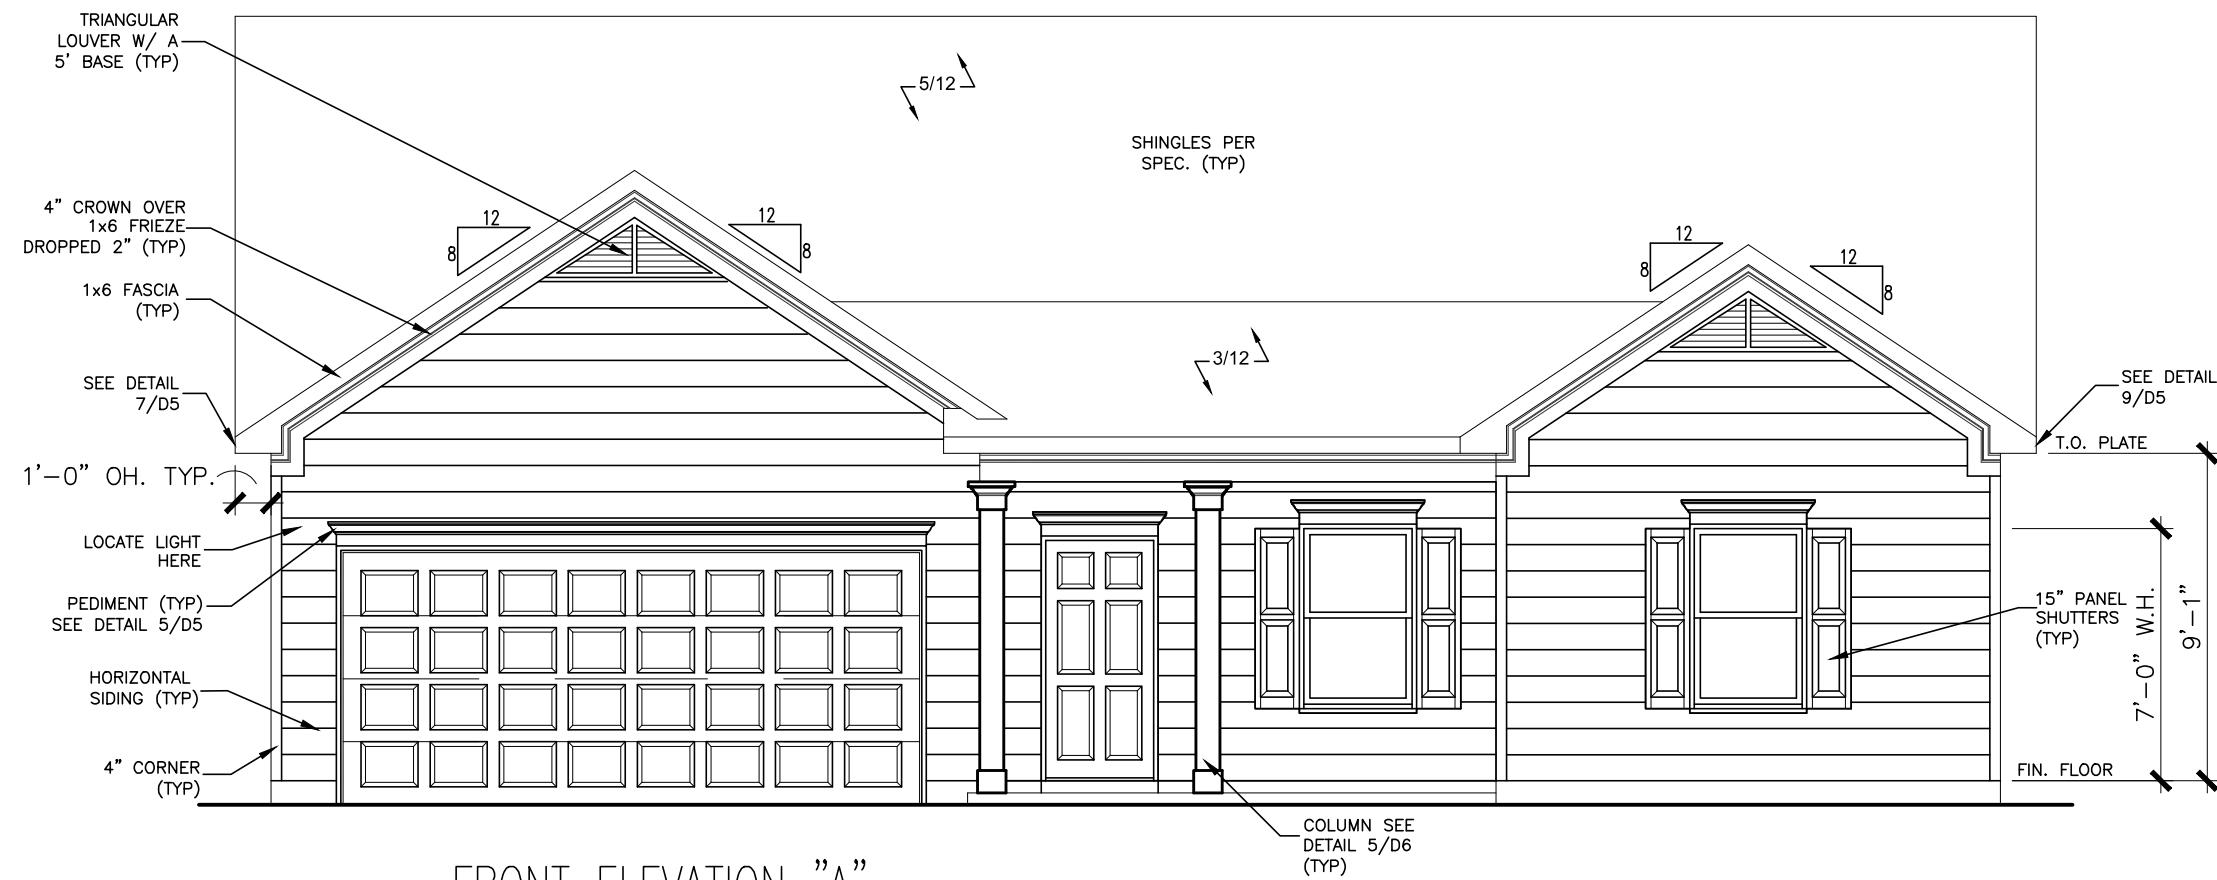 TRIANGULAR
LOUVER W/ A
5' BASE (TYP)
5/12
SHINGLES PER
SPEC. (TYP)
4" CROWN OVER
1x6 FRIEZE
DROPPED 2" (TYP)
12
8
12
8
12
8
12
8
1x6 FASCIA
(TYP)
3/12
SEE DETAIL
7/D5
SEE DETAIL
9/D5
T.O. PLATE
1'-0" OH. TYP.
LOCATE LIGHT
HERE
PEDIMENT (TYP)
SEE DETAIL 5/D5
15" PANEL
SHUTTERS
(TYP)
7'-0" W.H.
9'-1"
HORIZONTAL
SIDING (TYP)
4" CORNER
(TYP)
FIN. FLOOR
COLUMN SEE
DETAIL 5/D6
(TYP)
FRONT ELEVATION "A"